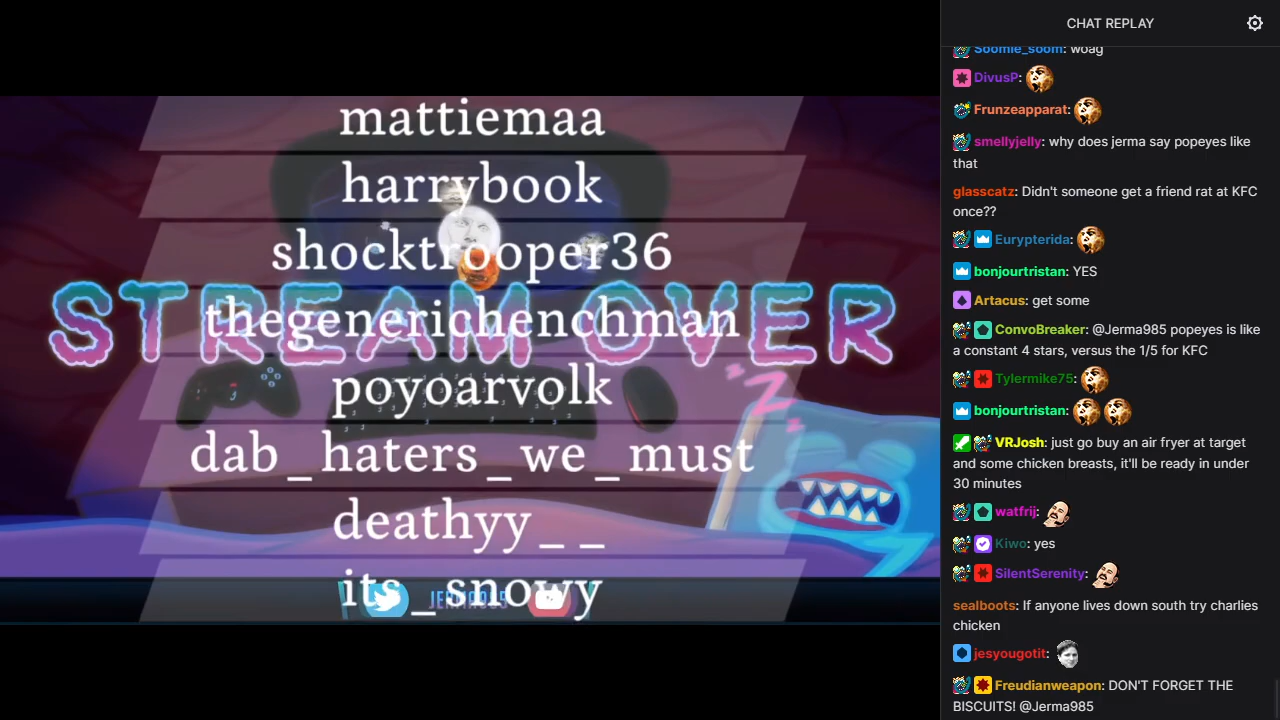 mattiemaa
harrybook
shocktrooper36
STREAM OVER
thegenerichenchman
poyoarvolk
dab_haters_we_must
deathyy__
its_snowy
JERMA985
CHAT REPLAY
Soomie_soom: woag
DivusP:
Frunzeapparat:
smellyjelly: why does jerma say popeyes like
that
glasscatz: Didn't someone get a friend rat at KFC
once??
Eurypterida:
bonjourtristan: YES
Artacus: get some
ConvoBreaker: @Jerma985 popeyes is like
a constant 4 stars, versus the 1/5 for KFC
Tylermike75:
bonjourtristan:
VRJosh: just go buy an air fryer at target
and some chicken breasts, it'll be ready in under
30 minutes
watfrij:
Kiwo: yes
SilentSerenity:
sealboots: If anyone lives down south try charlies
chicken
jesyougotit:
Freudianweapon: DON'T FORGET THE
BISCUITS! @Jerma985